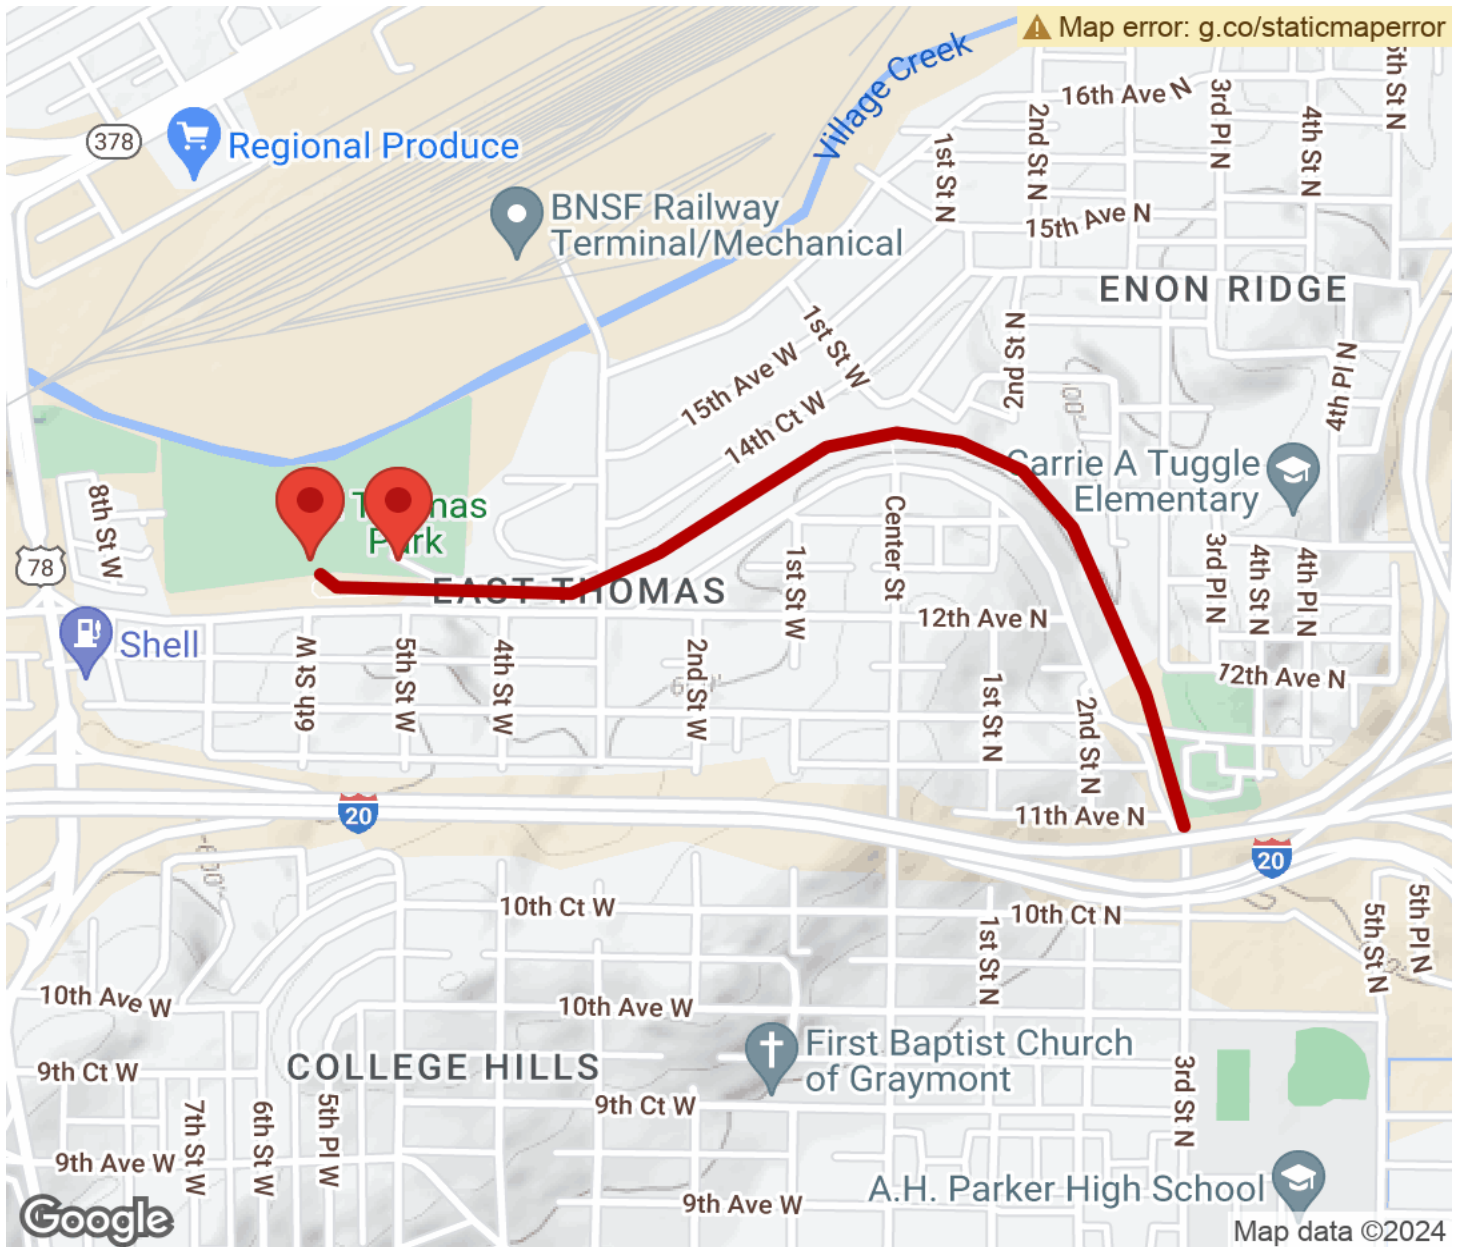 Map error: g.co/staticmaperror
5th St N
16th Ave N
3rd Pl N
2nd St N
4th St N
378
Regional Produce
Village Creek
1st St N
BNSF Railway
Terminal/Mechanical
15th Ave N
ENON RIDGE
1st St W
2nd St N
15th Ave W
4th Pl N
14th Ct W
Carrie A Tuggle
Elementary
8th St W
Thomas
Park
Center St
78
3rd Pl N
4th St N
4th Pl N
1st St W
EAST THOMAS
12th Ave N
Shell
6th St W
5th St W
4th St W
2nd St W
12th Ave N
1st St N
2nd St N
20
11th Ave N
20
10th Ct W
10th Ct N
5th St N
5th Pl N
1st St N
10th Ave W
10th Ave W
First Baptist Church
of Graymont
COLLEGE HILLS
9th Ct W
3rd St N
9th Ct W
7th St W
6th St W
5th Pl W
9th Ave W
A.H. Parker High School
9th Ave W
Google
Map data ©2024